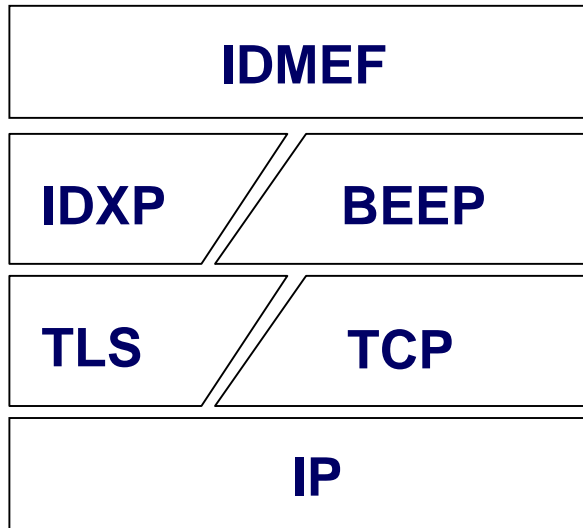 IDMEF
IDXP
BEEP
TLS
TCP
IP